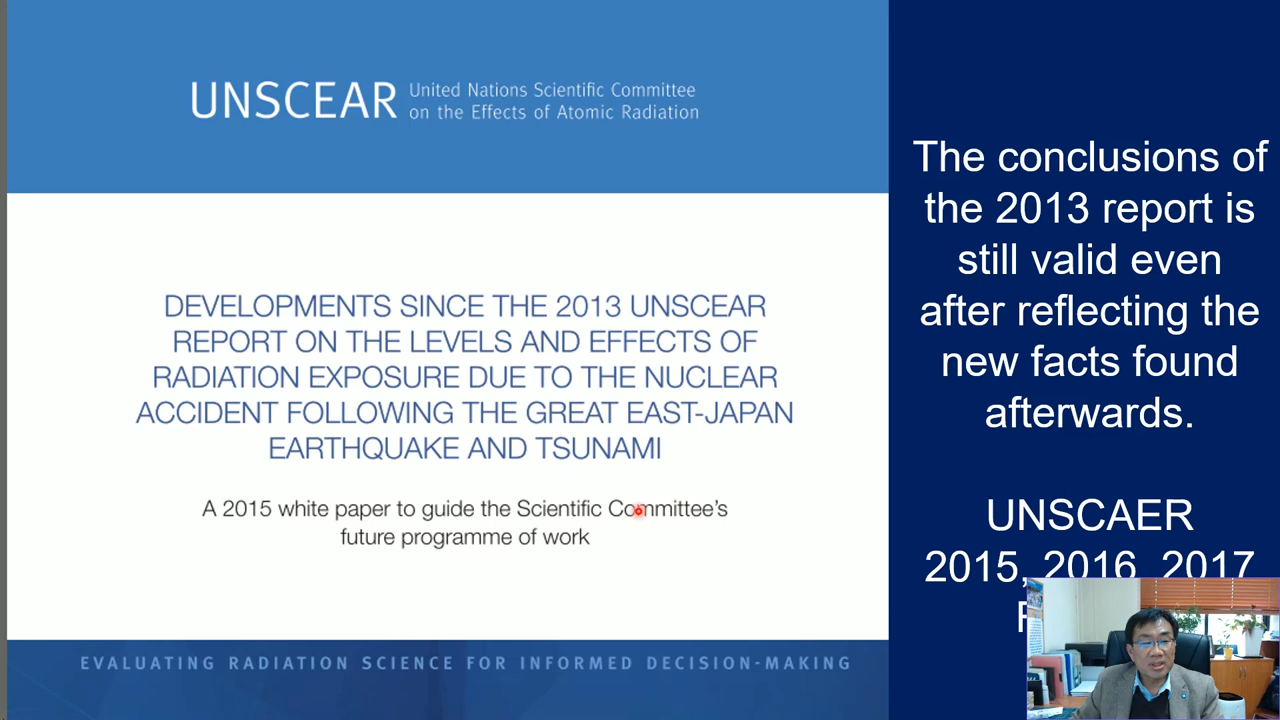 UNSCEAR
United Nations Scientific Committee
on the Effects of Atomic Radiation
DEVELOPMENTS SINCE THE 2013 UNSCEAR
REPORT ON THE LEVELS AND EFFECTS OF
RADIATION EXPOSURE DUE TO THE NUCLEAR
ACCIDENT FOLLOWING THE GREAT EAST-JAPAN
EARTHQUAKE AND TSUNAMI
A 2015 white paper to guide the Scientific Committee's
future programme of work
EVALUATING RADIATION SCIENCE FOR INFORMED DECISION-MAKING
The conclusions of
the 2013 report is
still valid even
after reflecting the
new facts found
afterwards.
UNSCAER
2015, 2016, 2017